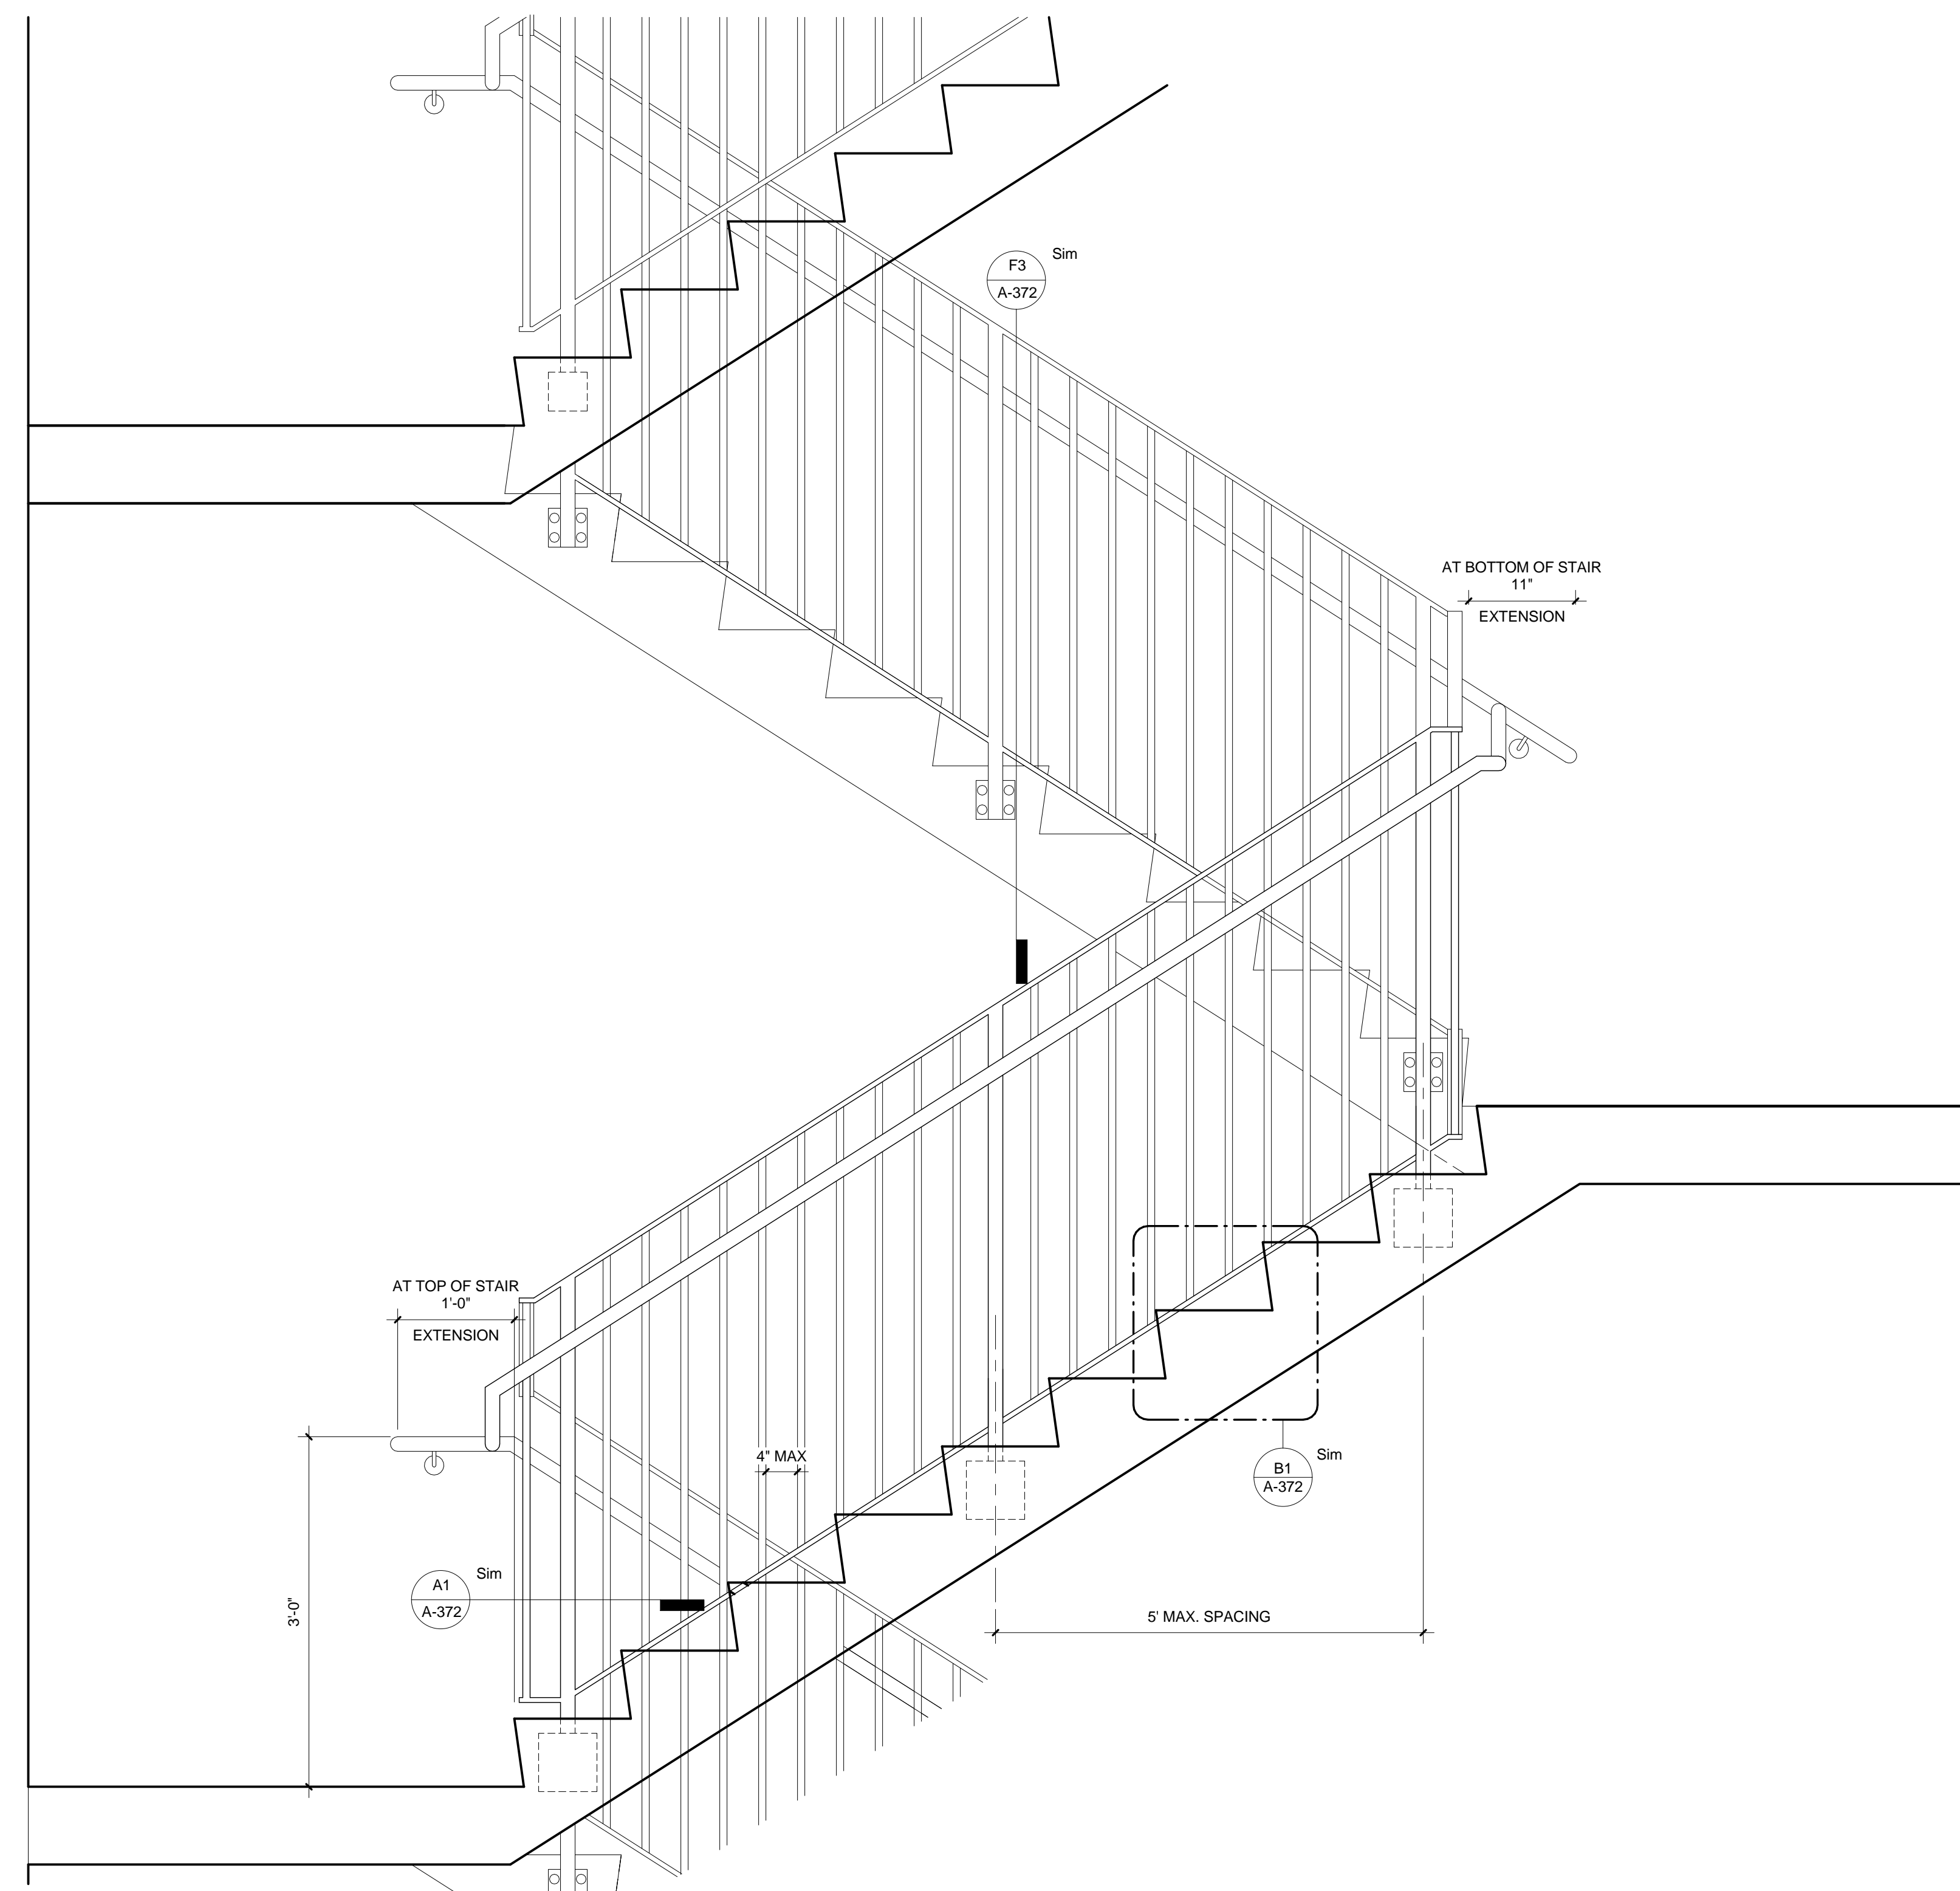 F3
A-372
Sim
AT BOTTOM OF STAIR
11"
EXTENSION
AT TOP OF STAIR
1'-0"
EXTENSION
4" MAX
B1
A-372
Sim
A1
A-372
Sim
3'-0"
5' MAX. SPACING